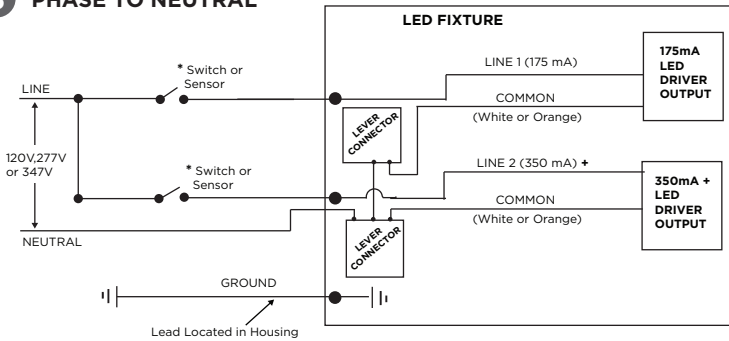 PHASE TO NEUTRAL
LED FIXTURE
* Switch or
Sensor
LINE
LINE 1 (175 mA)
175mA
LED
DRIVER
OUTPUT
COMMON
(White or Orange)
LEVER
CONNECTOR
120V,277V
or 347V
* Switch or
Sensor
LINE 2 (350 mA) +
COMMON
(White or Orange)
350mA +
LED
DRIVER
OUTPUT
NEUTRAL
LEVER
CONNECTOR
GROUND
Lead Located in Housing